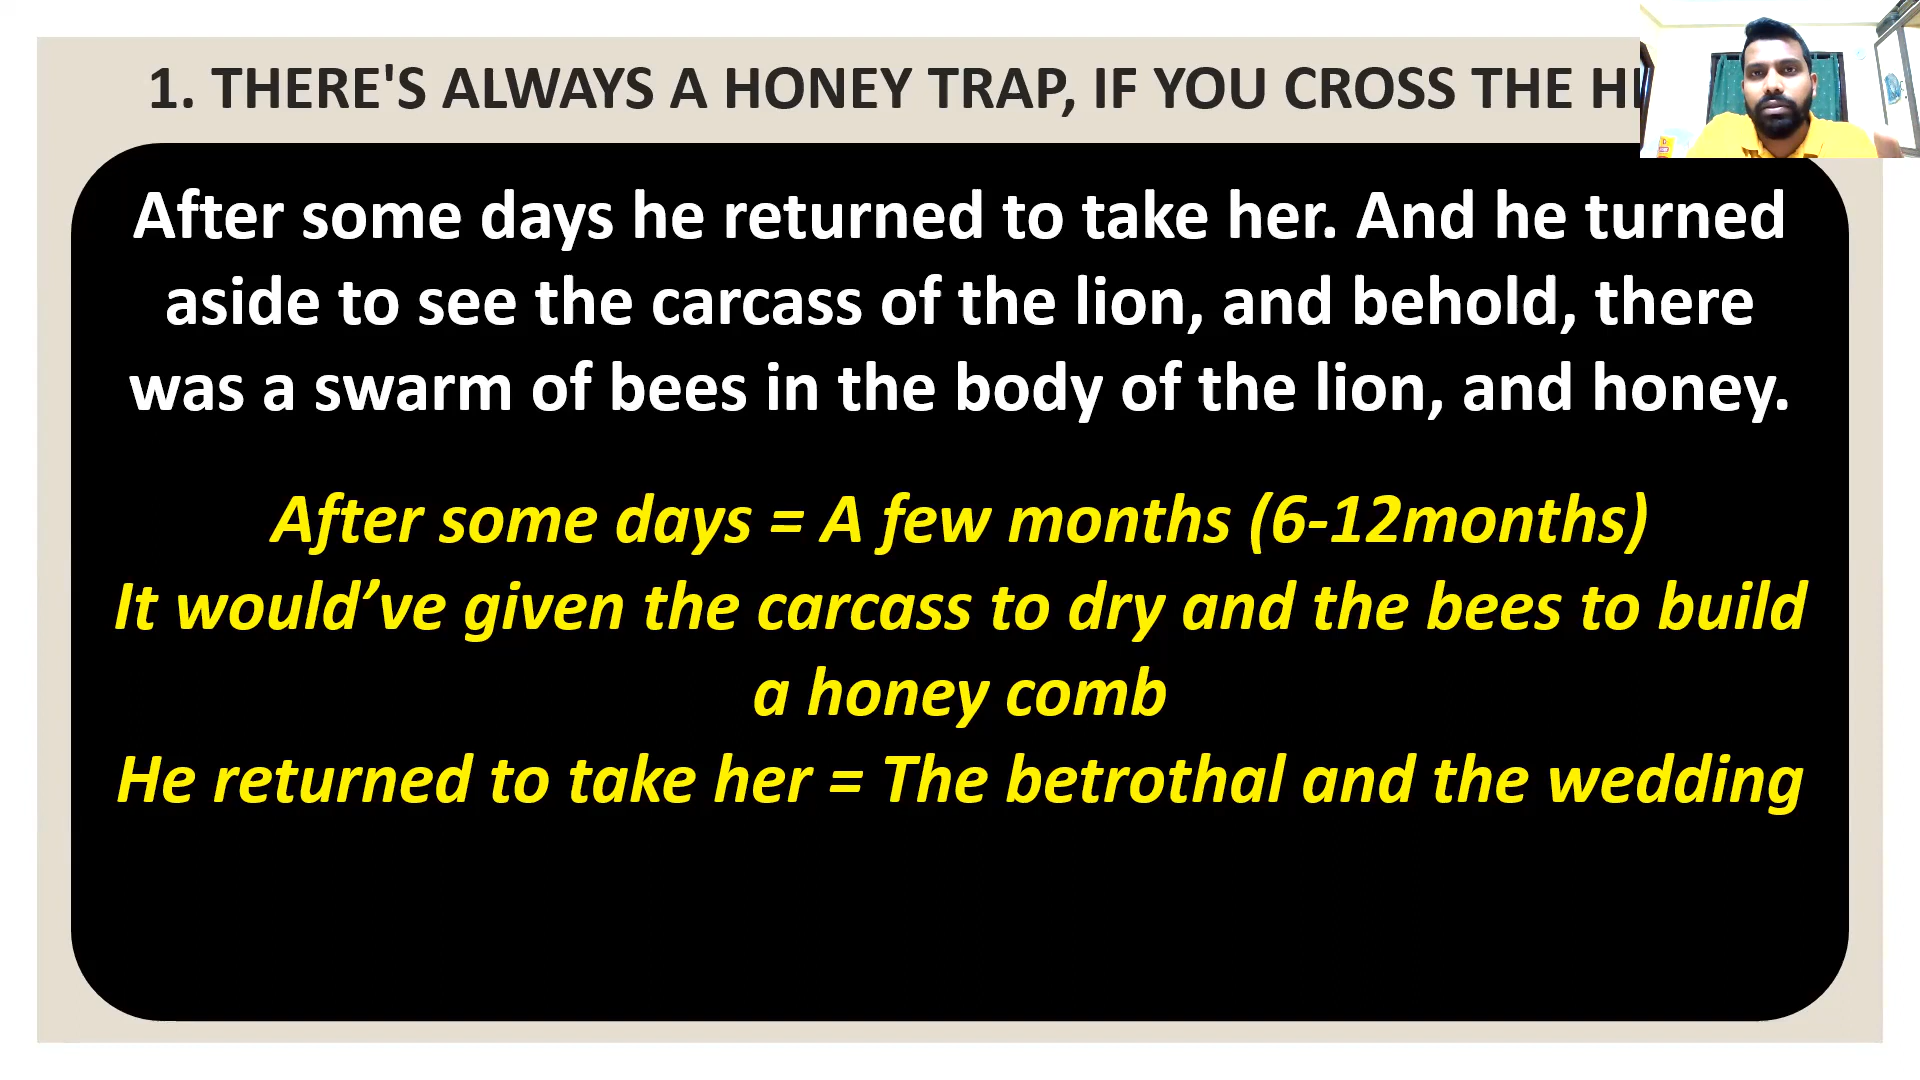 1. THERE'S ALWAYS A HONEY TRAP, IF YOU CROSS THE
After some days he returned to take her. And he turned
aside to see the carcass of the lion, and behold, there
was a swarm of bees in the body of the lion, and honey.
After some days = A few months (6-12months)
It would’ve given the carcass to dry and the bees to build
a honey comb
He returned to take her = The betrothal and the wedding